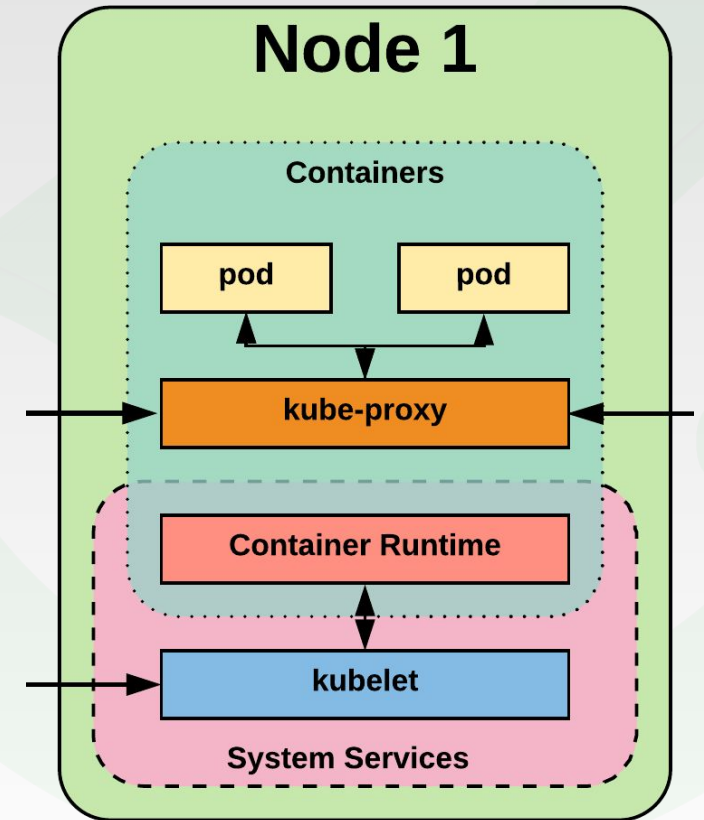 Node 1
Containers
pod
pod
kube-proxy
Container Runtime
kubelet
System Services